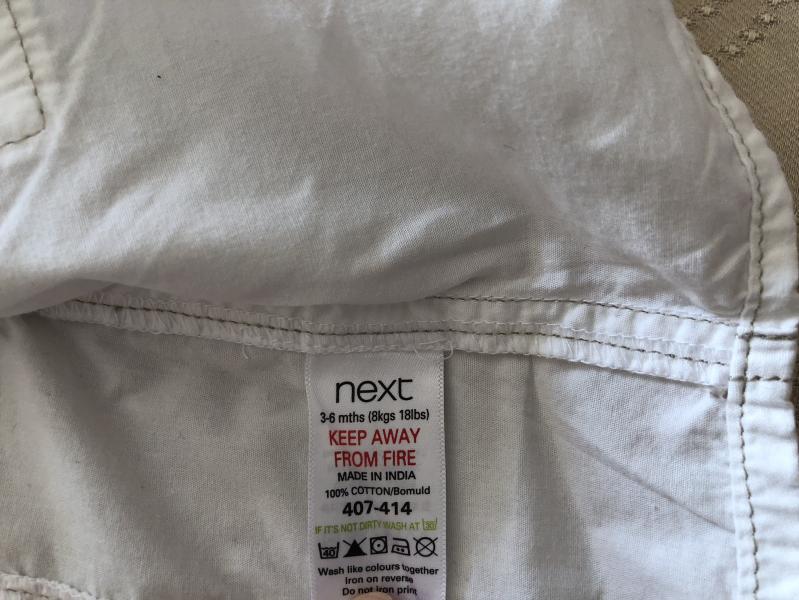 next
3-6 mths (8kgs 18lbs)
KEEP AWAY
FROM FIRE
MADE IN INDIA
100% COTTON/Bomuld
407-414
IF IT'S NOT DIRTY WASH AT 30
40
Wash like colours together
Iron on reverse
Do not iron print